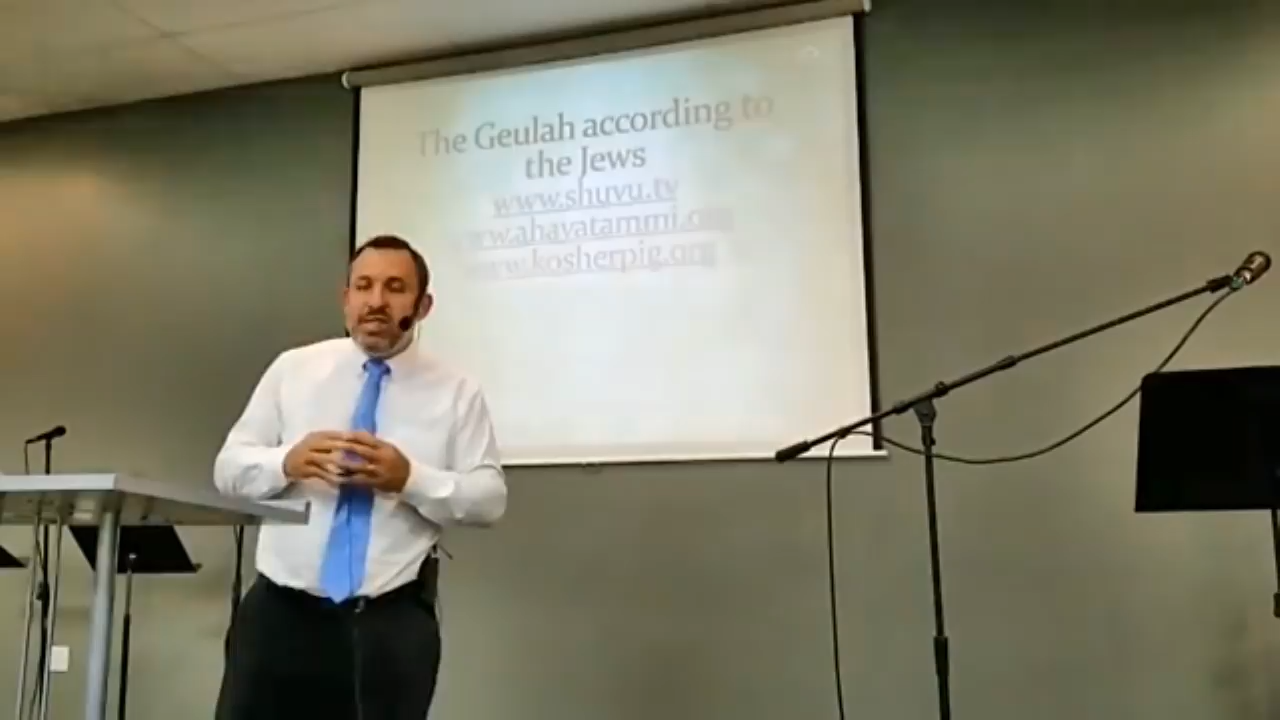 The Geulah according to
the Jews
www.shuvu.tv
www.ahavatammi.org
www.kosherpig.org